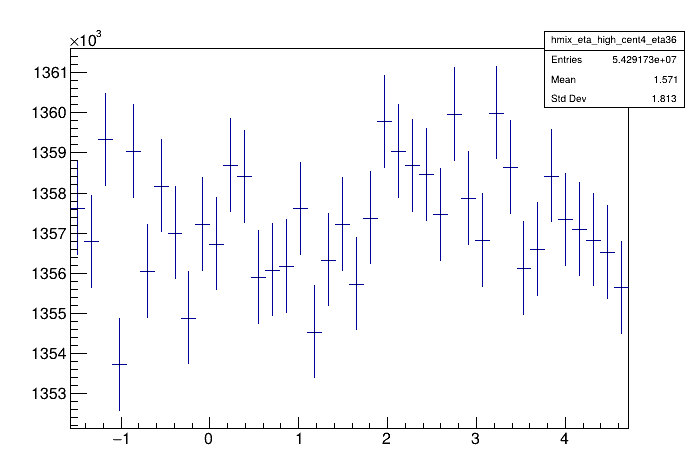 ×10³
hmix_eta_high_cent4_eta36
Entries 5.429173e+07
Mean 1.571
Std Dev 1.813
1361
1360
1359
1358
1357
1356
1355
1354
1353
−1 0 1 2 3 4